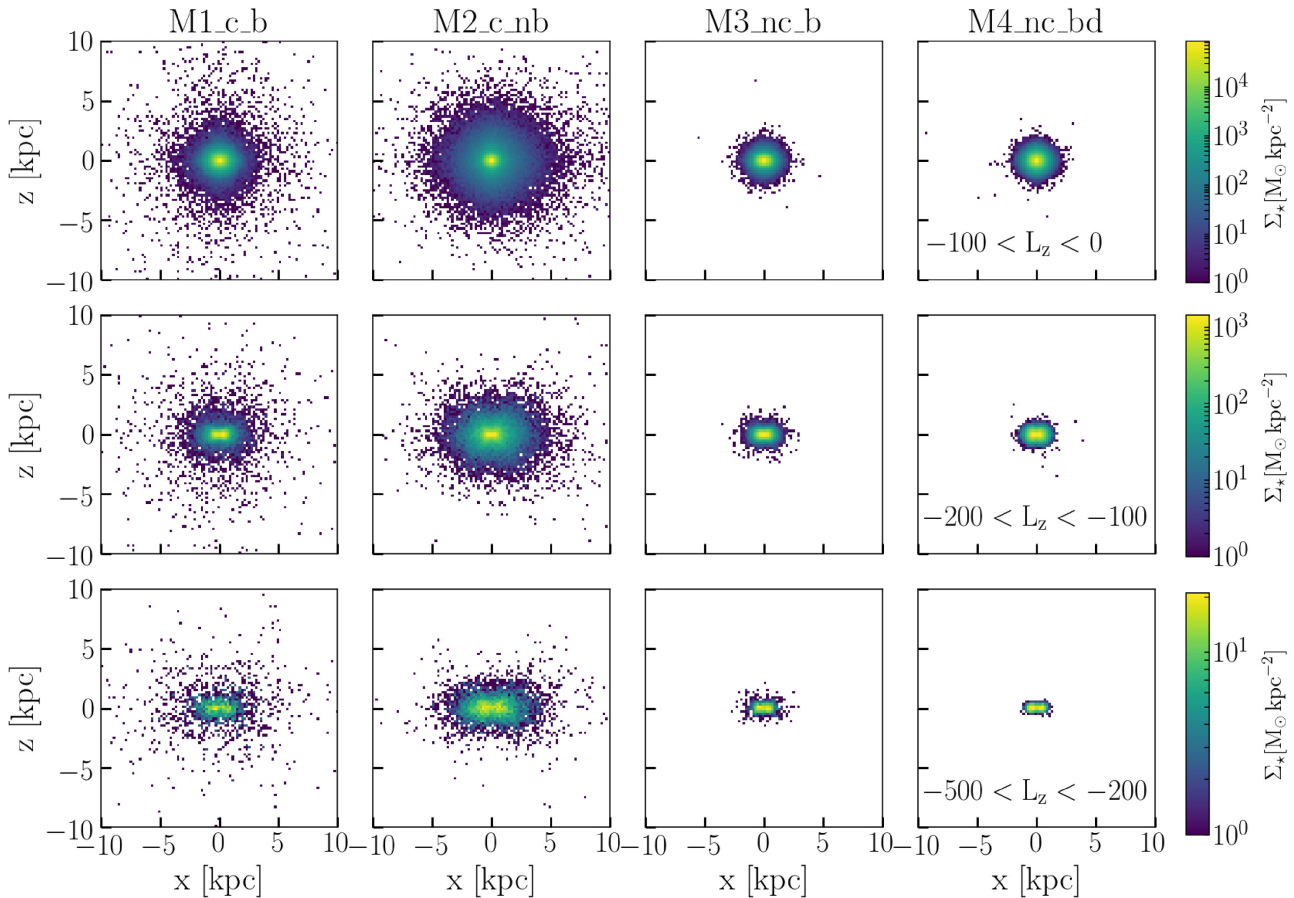 M1_c_b M2_c_nb M3_nc_b M4_nc_bd
10
5
0
−5
−10
z [kpc]
−100 < L_z < 0
10^4
10^3
10^2
10^1
10^0
Σ⋆[M⊙ kpc^−2]
10
5
0
−5
−10
z [kpc]
−200 < L_z < −100
10^3
10^2
10^1
10^0
Σ⋆[M⊙ kpc^−2]
10
5
0
−5
−10
z [kpc]
−500 < L_z < −200
10^1
10^0
Σ⋆[M⊙ kpc^−2]
−10 −5 0 5 10 −10 −5 0 5 10 −10 −5 0 5 10 −10 −5 0 5 10
x [kpc] x [kpc] x [kpc] x [kpc]